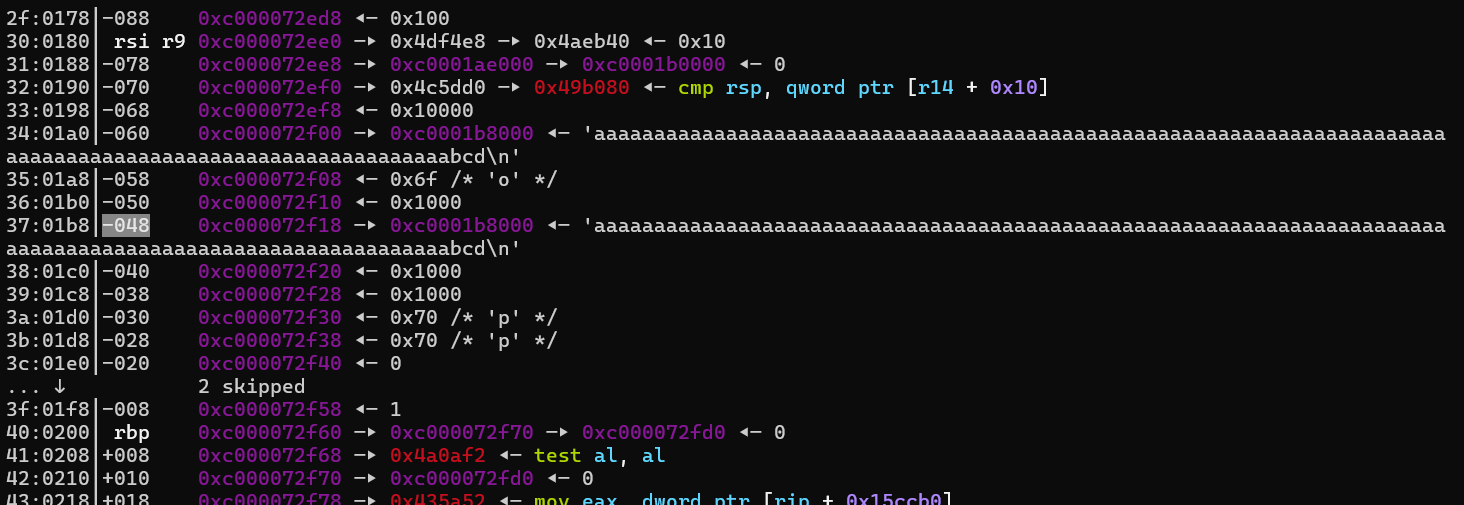 2f:0178│-088    0xc000072ed8 ◂— 0x100
30:0180│ rsi r9 0xc000072ee0 —▸ 0x4df4e8 —▸ 0x4aeb40 ◂— 0x10
31:0188│-078    0xc000072ee8 —▸ 0xc0001ae000 —▸ 0xc0001b0000 ◂— 0
32:0190│-070    0xc000072ef0 —▸ 0x4c5dd0 —▸ 0x49b080 ◂— cmp rsp, qword ptr [r14 + 0x10]
33:0198│-068    0xc000072ef8 ◂— 0x10000
34:01a0│-060    0xc000072f00 —▸ 0xc0001b8000 ◂— 'aaaaaaaaaaaaaaaaaaaaaaaaaaaaaaaaaaaaaaaaaaaaaaaaaaaaaaaaaaaaaaaaaaaaaaa
aaaaaaaaaaaaaaaaaaaaaaaaaaaaaaaaaaaaabcd\n'
35:01a8│-058    0xc000072f08 ◂— 0x6f /* 'o' */
36:01b0│-050    0xc000072f10 ◂— 0x1000
37:01b8│-048    0xc000072f18 —▸ 0xc0001b8000 ◂— 'aaaaaaaaaaaaaaaaaaaaaaaaaaaaaaaaaaaaaaaaaaaaaaaaaaaaaaaaaaaaaaaaaaaaaaa
aaaaaaaaaaaaaaaaaaaaaaaaaaaaaaaaaaaaabcd\n'
38:01c0│-040    0xc000072f20 ◂— 0x1000
39:01c8│-038    0xc000072f28 ◂— 0x1000
3a:01d0│-030    0xc000072f30 ◂— 0x70 /* 'p' */
3b:01d8│-028    0xc000072f38 ◂— 0x70 /* 'p' */
3c:01e0│-020    0xc000072f40 ◂— 0
... ↓           2 skipped
3f:01f8│-008    0xc000072f58 ◂— 1
40:0200│ rbp    0xc000072f60 —▸ 0xc000072f70 —▸ 0xc000072fd0 ◂— 0
41:0208│+008    0xc000072f68 —▸ 0x4a0af2 ◂— test al, al
42:0210│+010    0xc000072f70 —▸ 0xc000072fd0 ◂— 0
43:0218│+018    0xc000072f78 —▸ 0x435a52 ◂— mov eax, dword ptr [rip + 0x15ccb0]